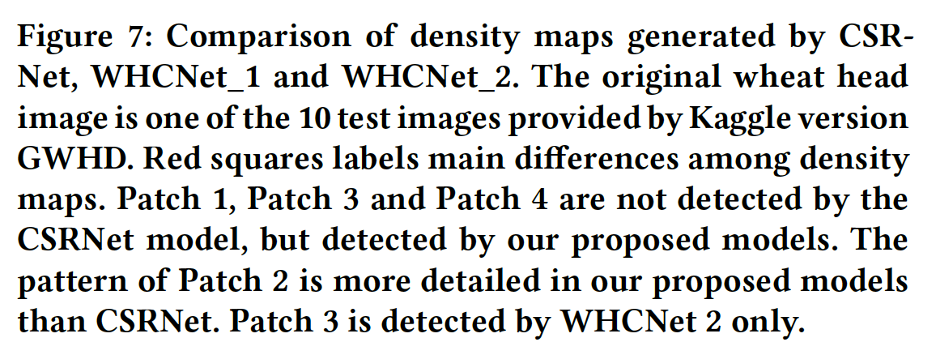 Figure 7: Comparison of density maps generated by CSR-
Net, WHCNet_1 and WHCNet_2. The original wheat head
image is one of the 10 test images provided by Kaggle version
GWHD. Red squares labels main differences among density
maps. Patch 1, Patch 3 and Patch 4 are not detected by the
CSRNet model, but detected by our proposed models. The
pattern of Patch 2 is more detailed in our proposed models
than CSRNet. Patch 3 is detected by WHCNet 2 only.